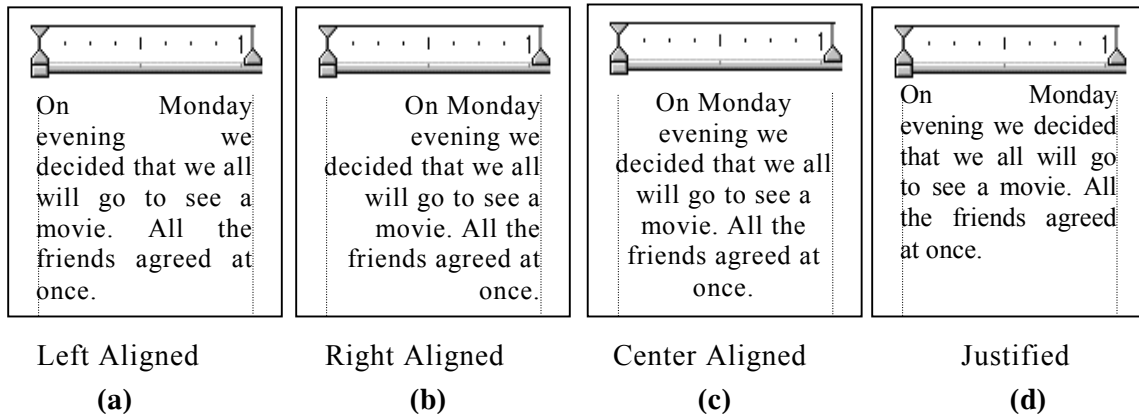 1
On Monday
evening we
decided that we all
will go to see a
movie. All the
friends agreed at
once.
Left Aligned
(a)
1
On Monday
evening we
decided that we all
will go to see a
movie. All the
friends agreed at
once.
Right Aligned
(b)
1
On Monday
evening we
decided that we all
will go to see a
movie. All the
friends agreed at
once.
Center Aligned
(c)
1
On Monday
evening we decided
that we all will go
to see a movie. All
the friends agreed
at once.
Justified
(d)